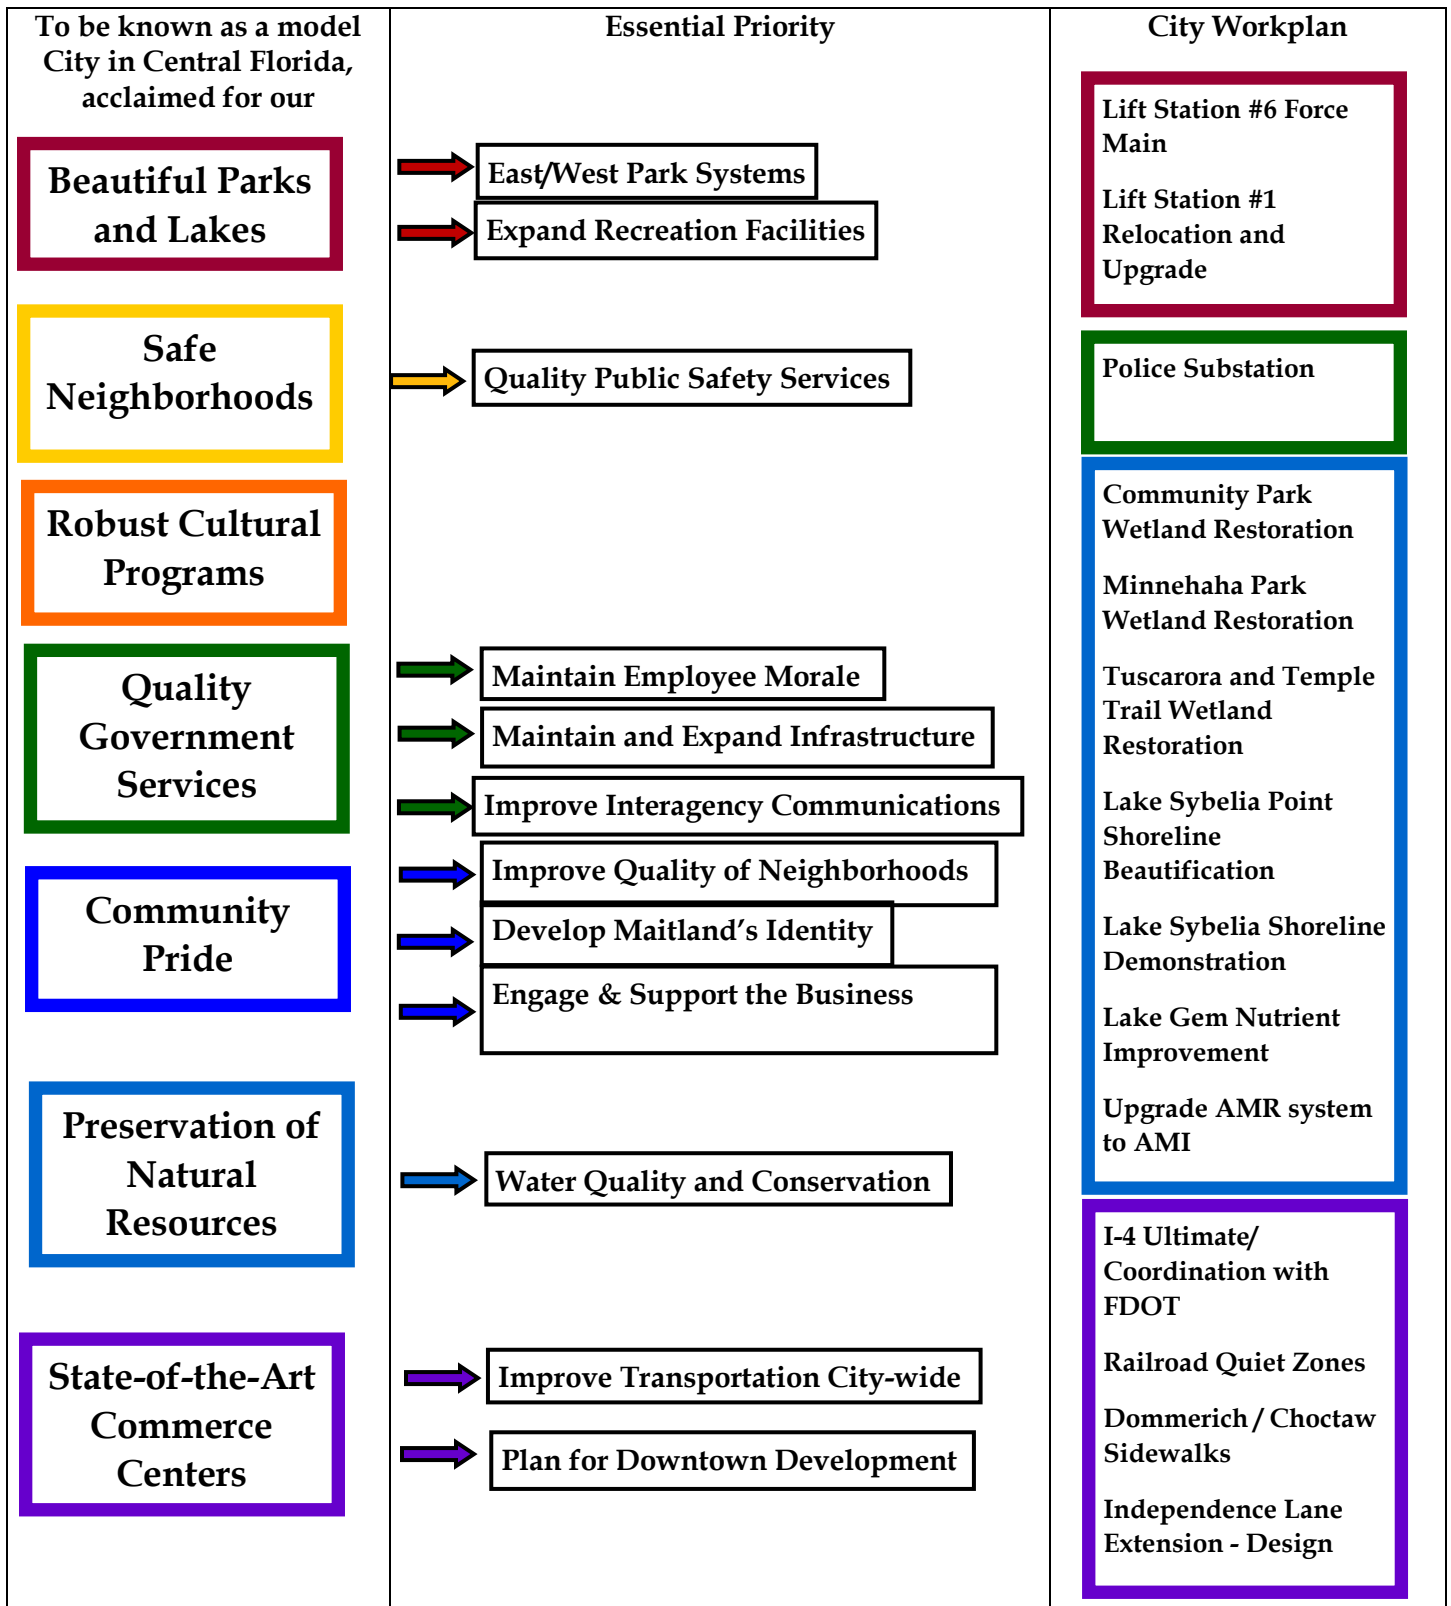 To be known as a model
City in Central Florida,
acclaimed for our
Beautiful Parks
and Lakes
Safe
Neighborhoods
Robust Cultural
Programs
Quality
Government
Services
Community
Pride
Preservation of
Natural
Resources
State-of-the-Art
Commerce
Centers
Essential Priority
East/West Park Systems
Expand Recreation Facilities
Quality Public Safety Services
Maintain Employee Morale
Maintain and Expand Infrastructure
Improve Interagency Communications
Improve Quality of Neighborhoods
Develop Maitland's Identity
Engage & Support the Business
Water Quality and Conservation
Improve Transportation City-wide
Plan for Downtown Development
City Workplan
Lift Station #6 Force
Main
Lift Station #1
Relocation and
Upgrade
Police Substation
Community Park
Wetland Restoration
Minnehaha Park
Wetland Restoration
Tuscarora and Temple
Trail Wetland
Restoration
Lake Sybelia Point
Shoreline
Beautification
Lake Sybelia Shoreline
Demonstration
Lake Gem Nutrient
Improvement
Upgrade AMR system
to AMI
I-4 Ultimate/
Coordination with
FDOT
Railroad Quiet Zones
Dommerich / Choctaw
Sidewalks
Independence Lane
Extension - Design